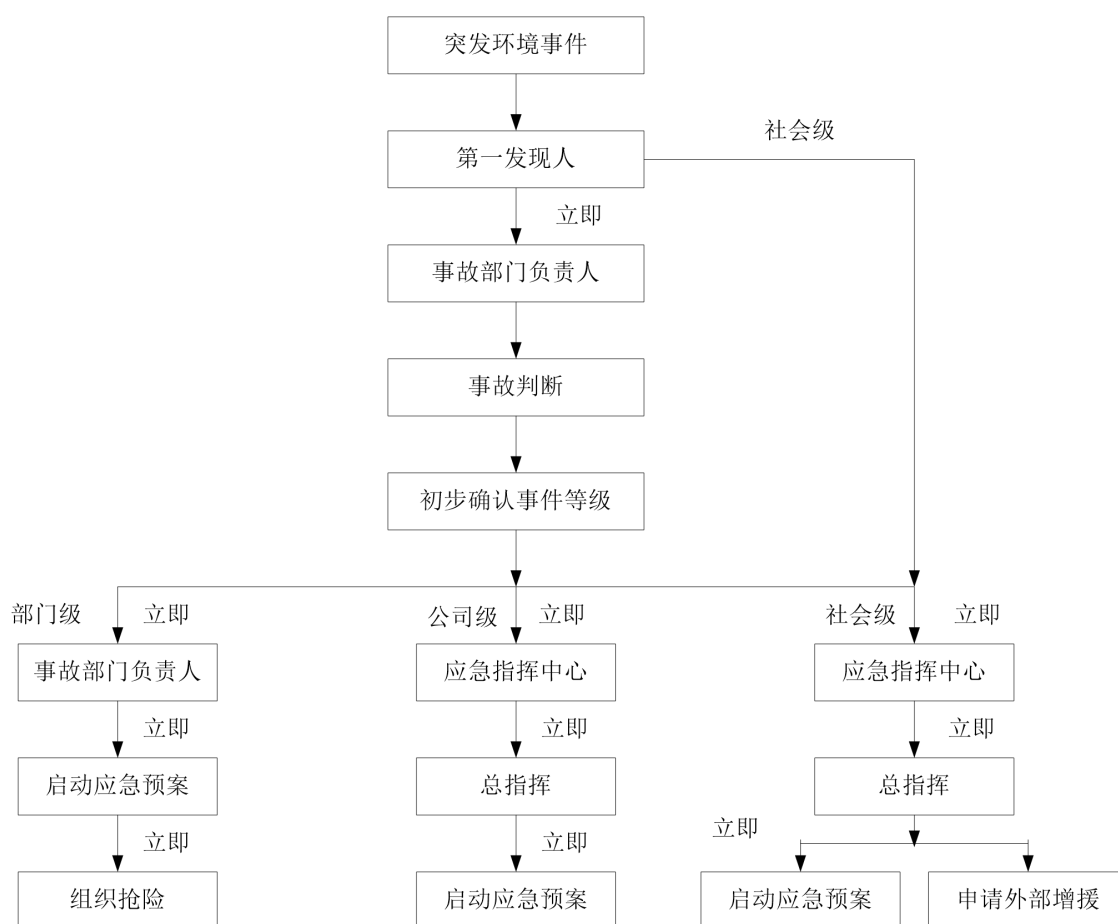 突发环境事件
社会级
第一发现人
立即
事故部门负责人
事故判断
初步确认事件等级
部门级 立即 公司级 立即 社会级 立即
事故部门负责人 应急指挥中心 应急指挥中心
立即 立即 立即
启动应急预案 总指挥 总指挥
立即 立即 立即
组织抢险 启动应急预案 启动应急预案 申请外部增援